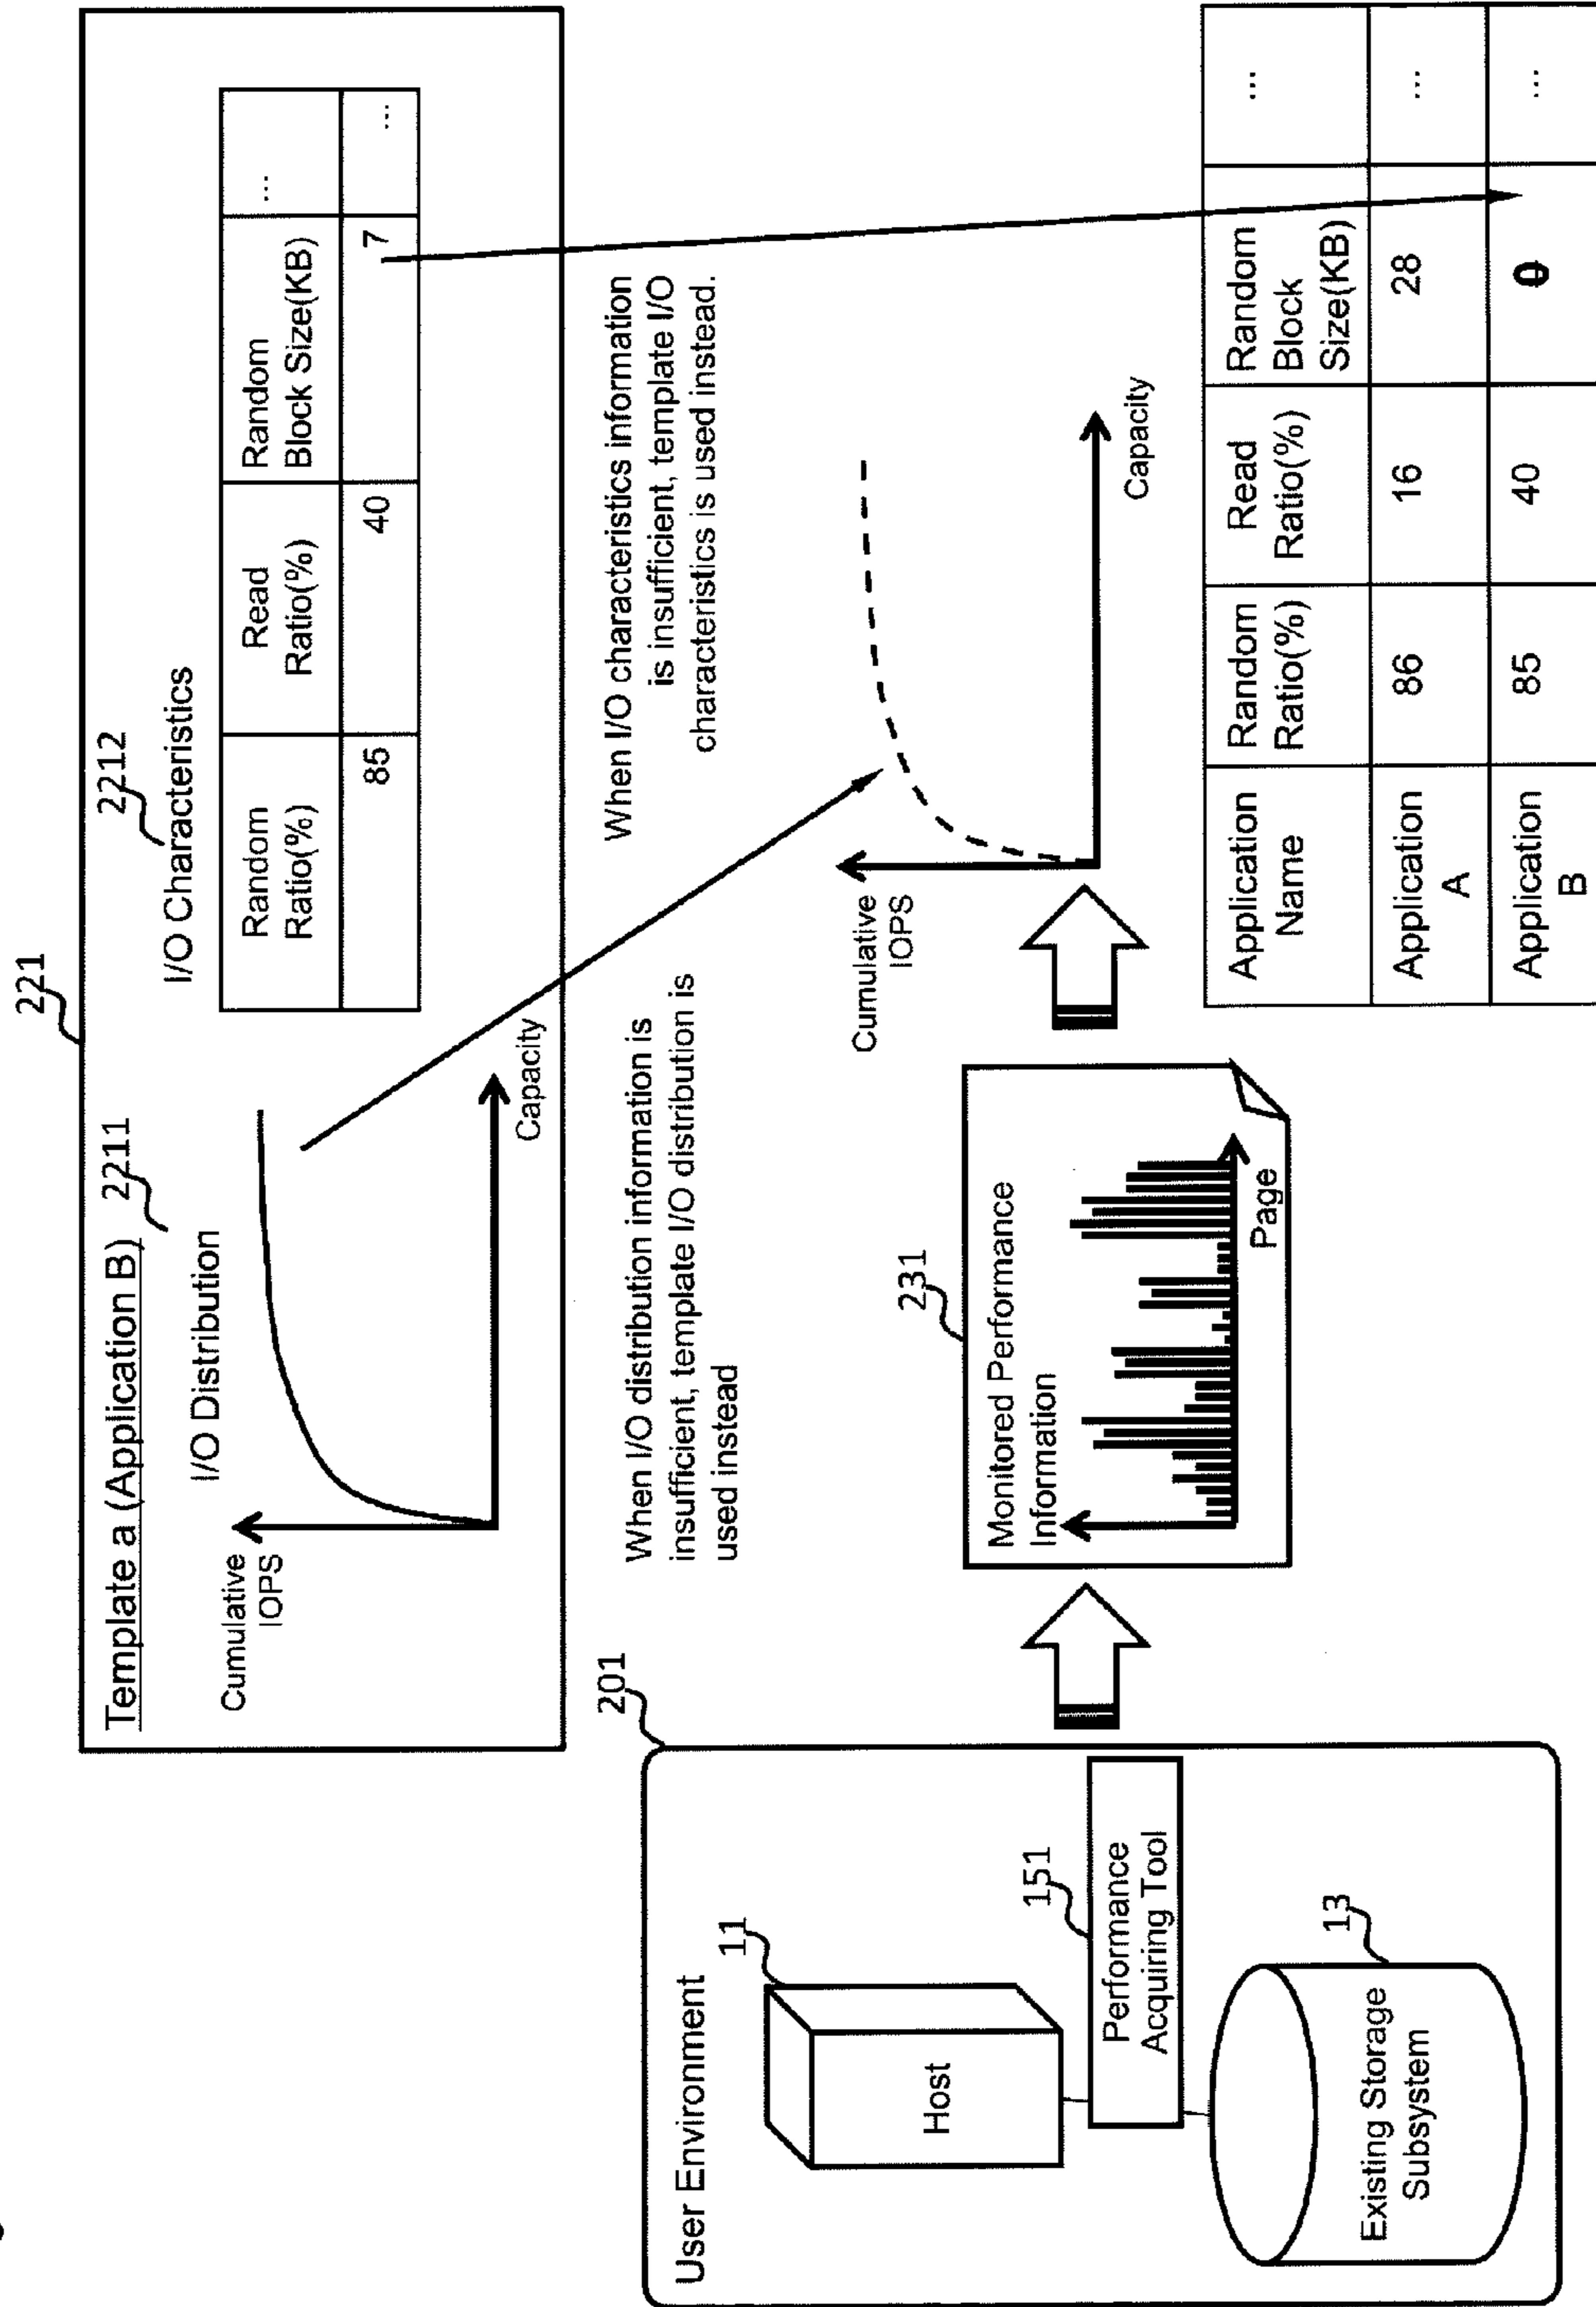 221
Template a (Application B)
2211
I/O Distribution
Cumulative
IOPS
Capacity
2212
I/O Characteristics
Random
Ratio(%)
Read
Ratio(%)
Random
Block Size(KB)
...
85
40
7
...
When I/O distribution information is
insufficient, template I/O distribution is
used instead
When I/O characteristics information
is insufficient, template I/O
characteristics is used instead.
201
User Environment
11
Host
151
Performance
Acquiring Tool
13
Existing Storage
Subsystem
231
Monitored Performance
Information
Page
Cumulative
IOPS
Capacity
Application
Name
Random
Ratio(%)
Read
Ratio(%)
Random
Block
Size(KB)
...
Application
A
86
16
28
...
Application
B
85
40
0
...